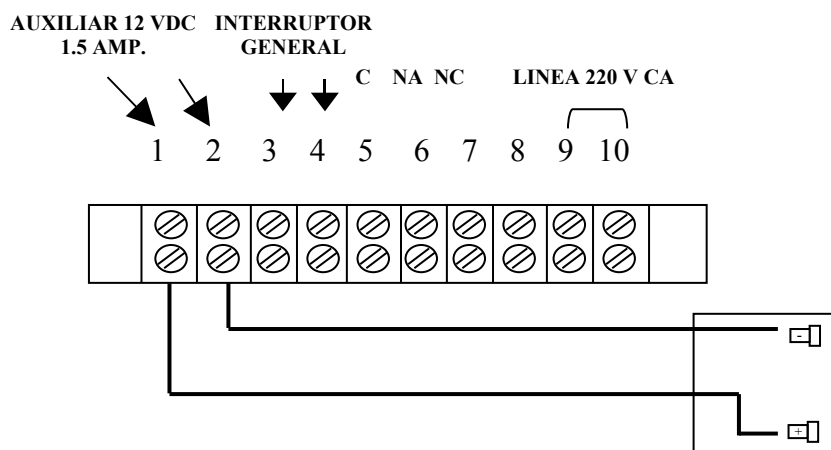 AUXILIAR 12 VDC INTERRUPTOR
1.5 AMP. GENERAL
C NA NC LINEA 220 V CA
1 2 3 4 5 6 7 8 9 10
-
+